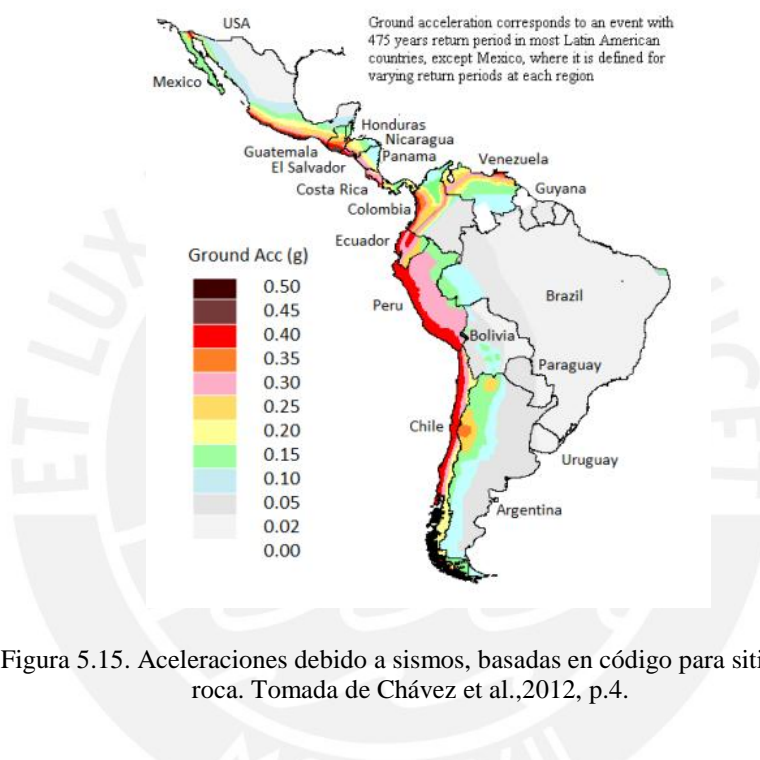 USA
Ground acceleration corresponds to an event with
475 years return period in most Latin American
countries, except Mexico, where it is defined for
varying return periods at each region
Mexico
Honduras
Nicaragua
Guatemala
Panama
El Salvador
Venezuela
Costa Rica
Guyana
Colombia
Ecuador
Ground Acc (g)
0.50
0.45
0.40
0.35
0.30
0.25
0.20
0.15
0.10
0.05
0.02
0.00
Brazil
Peru
Bolivia
Paraguay
Chile
Uruguay
Argentina
ET LUX
Figura 5.15. Aceleraciones debido a sismos, basadas en código para siti
roca. Tomada de Chávez et al.,2012, p.4.